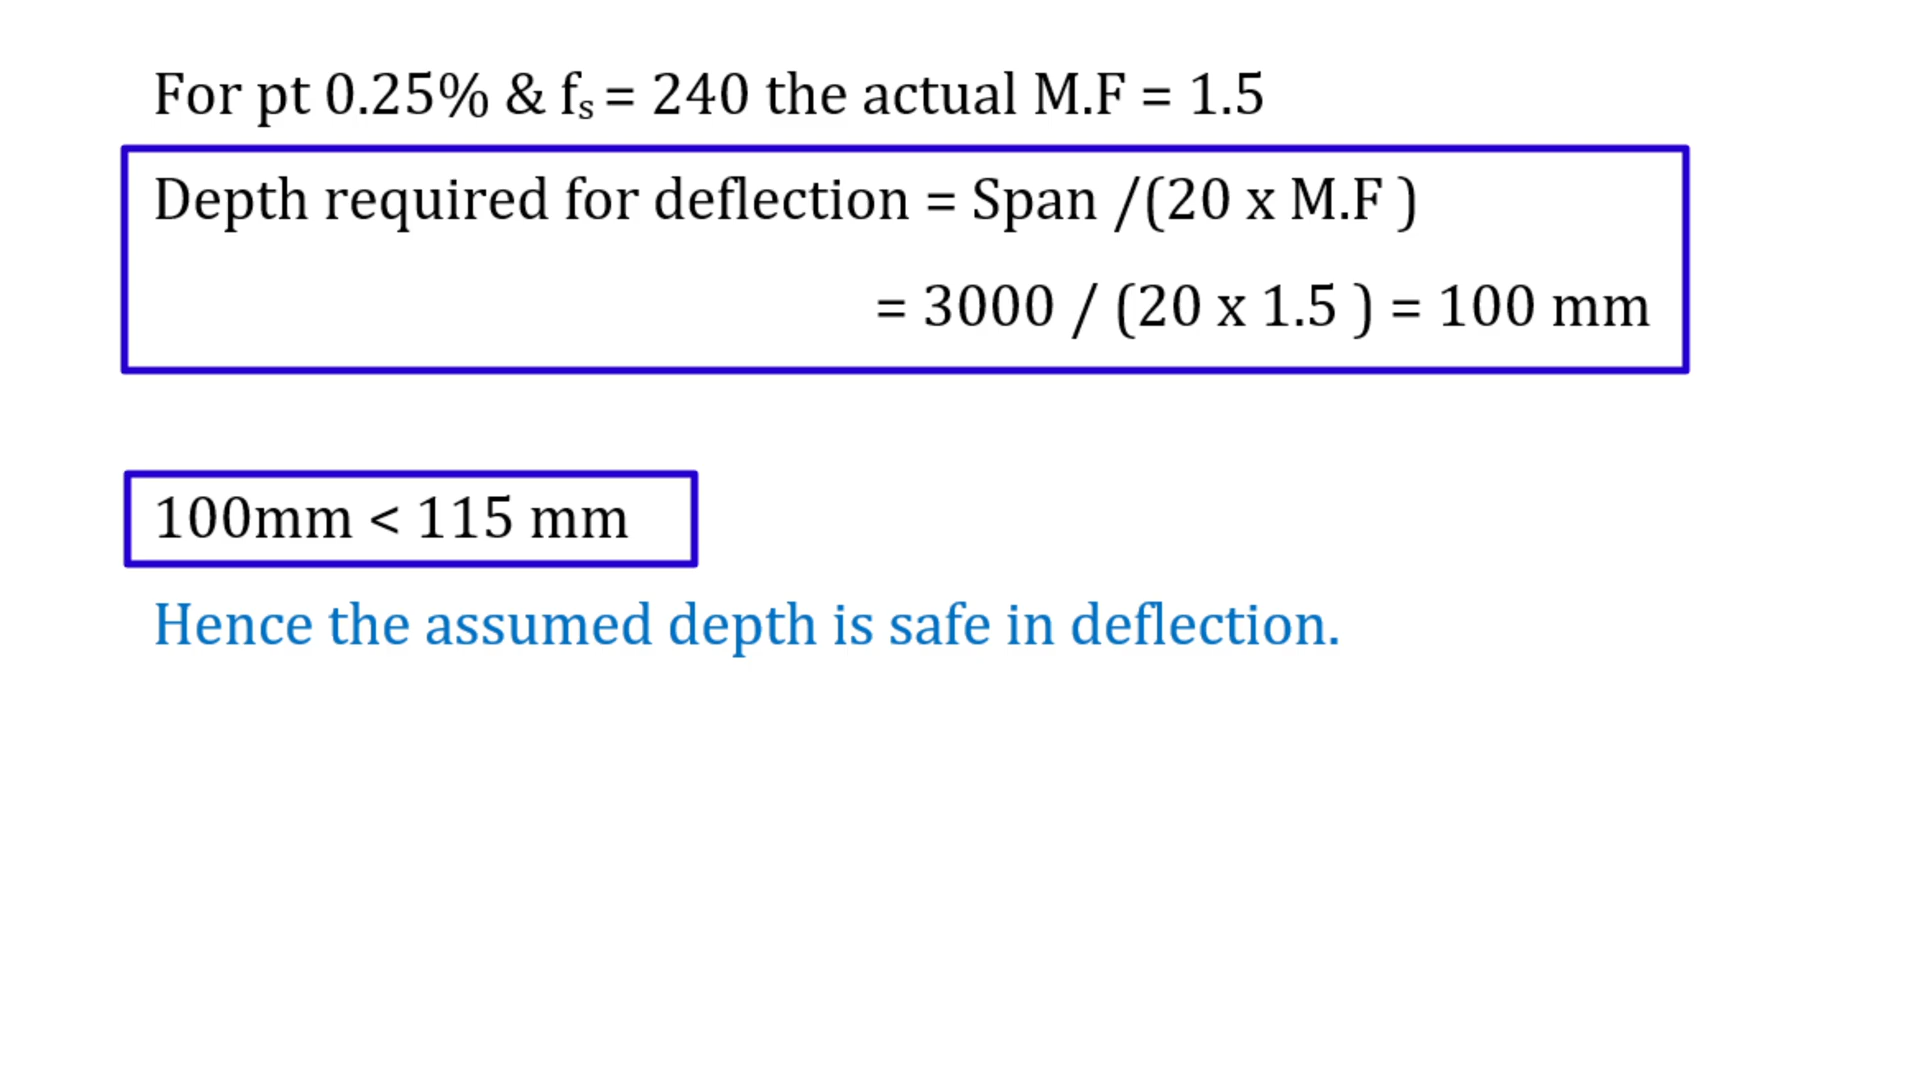 For pt 0.25% & fs = 240 the actual M.F = 1.5
Depth required for deflection = Span /(20 x M.F )
= 3000 / (20 x 1.5 ) = 100 mm
100mm < 115 mm
Hence the assumed depth is safe in deflection.